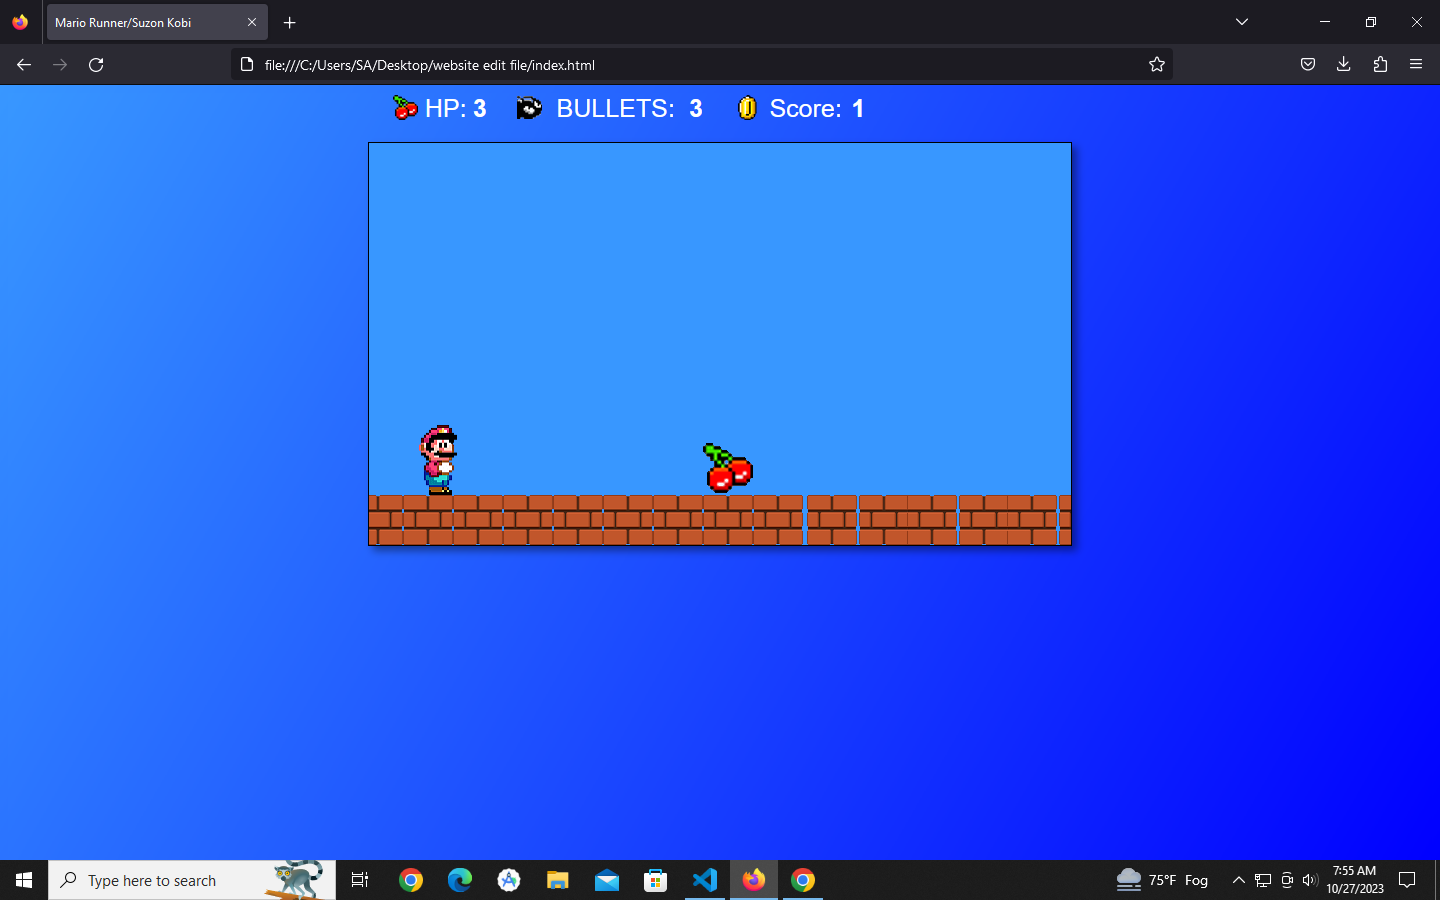 Mario Runner/Suzon Kobi
file:///C:/Users/SA/Desktop/website edit file/index.html
HP: 3 BULLETS: 3 Score: 1
Type here to search
75°F Fog
7:55 AM
10/27/2023